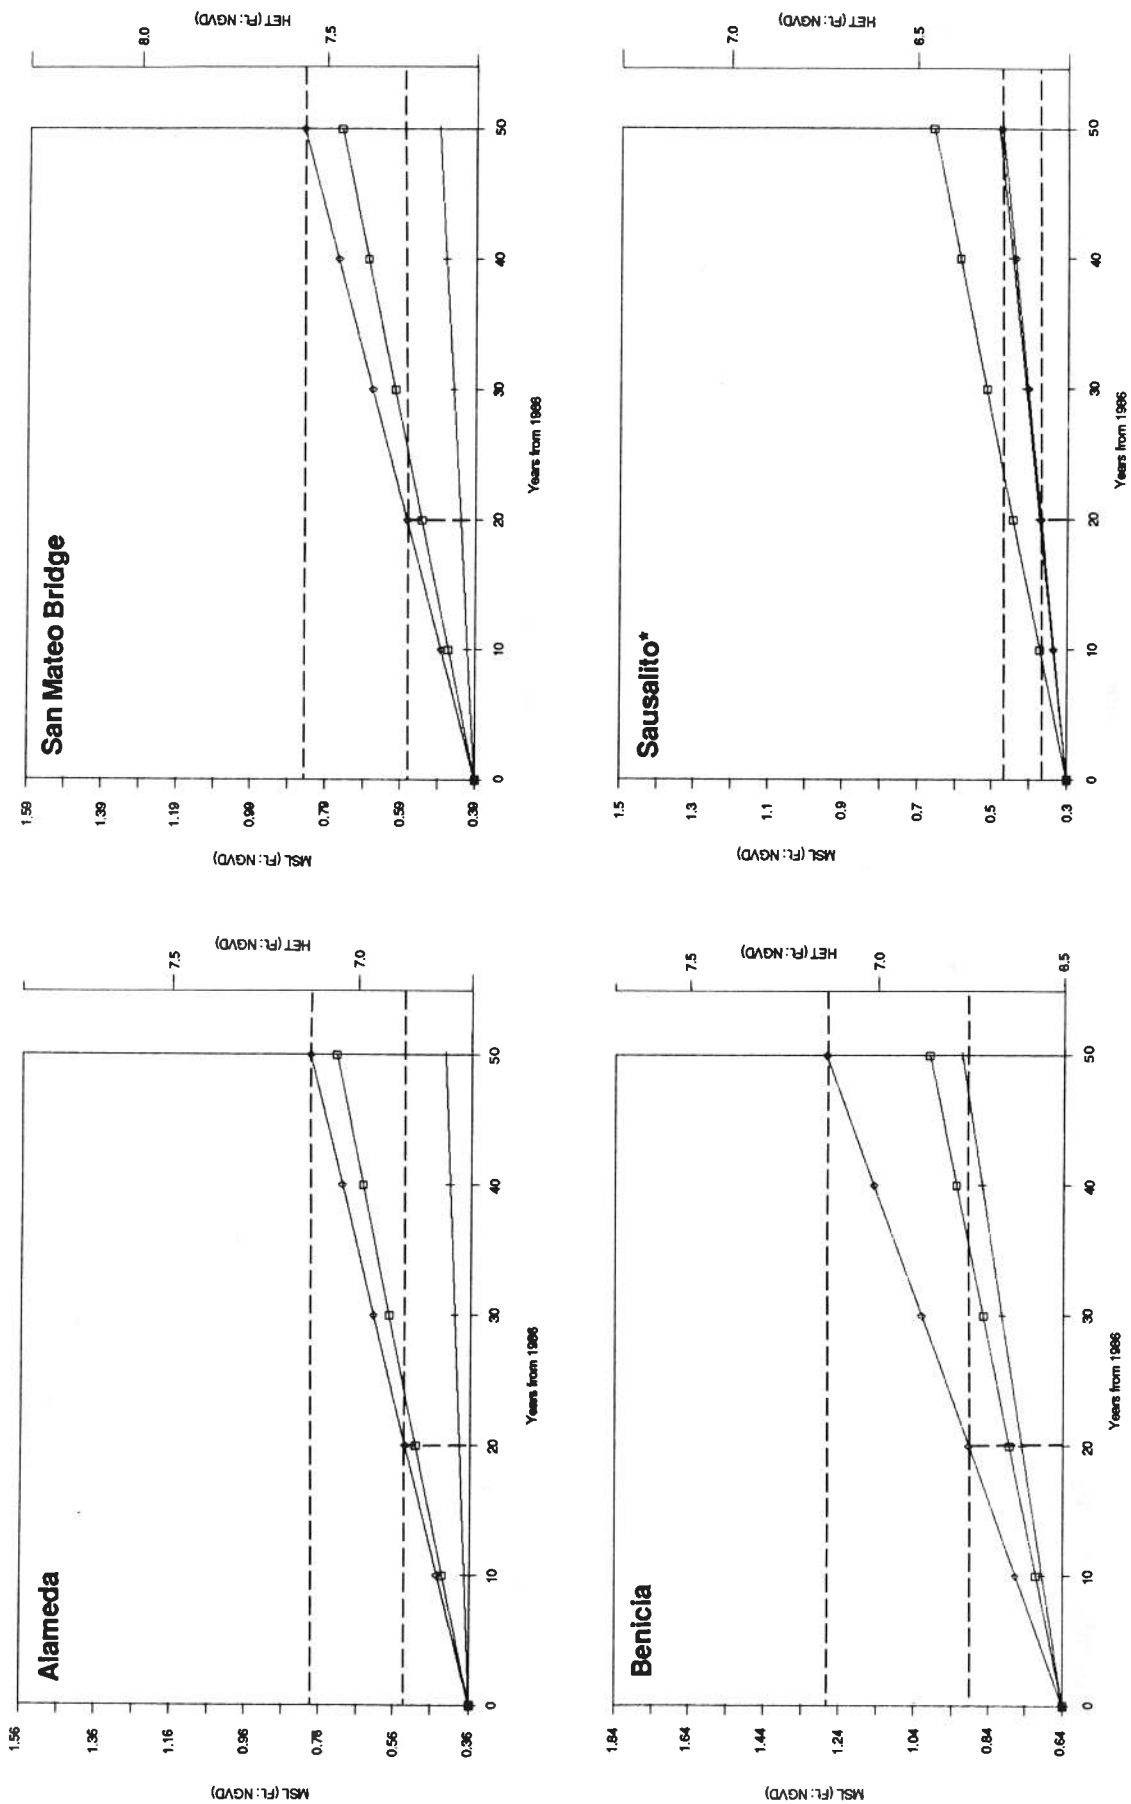 Alameda
MSL (Ft.: NGVD)
1.56
1.36
1.16
0.96
0.76
0.56
0.36
0 10 20 30 40 50
Years from 1986
7.5
7.0
HET (Ft.: NGVD)
San Mateo Bridge
MSL (Ft.: NGVD)
1.59
1.39
1.19
0.99
0.79
0.59
0.39
0 10 20 30 40 50
Years from 1986
8.0
7.5
HET (Ft.: NGVD)
Benicia
MSL (Ft.: NGVD)
1.84
1.64
1.44
1.24
1.04
0.84
0.64
0 10 20 30 40 50
Years from 1986
7.5
7.0
6.5
HET (Ft.: NGVD)
Sausalito*
MSL (Ft.: NGVD)
1.5
1.3
1.1
0.9
0.7
0.5
0.3
0 10 20 30 40 50
Years from 1986
7.0
6.5
HET (Ft.: NGVD)